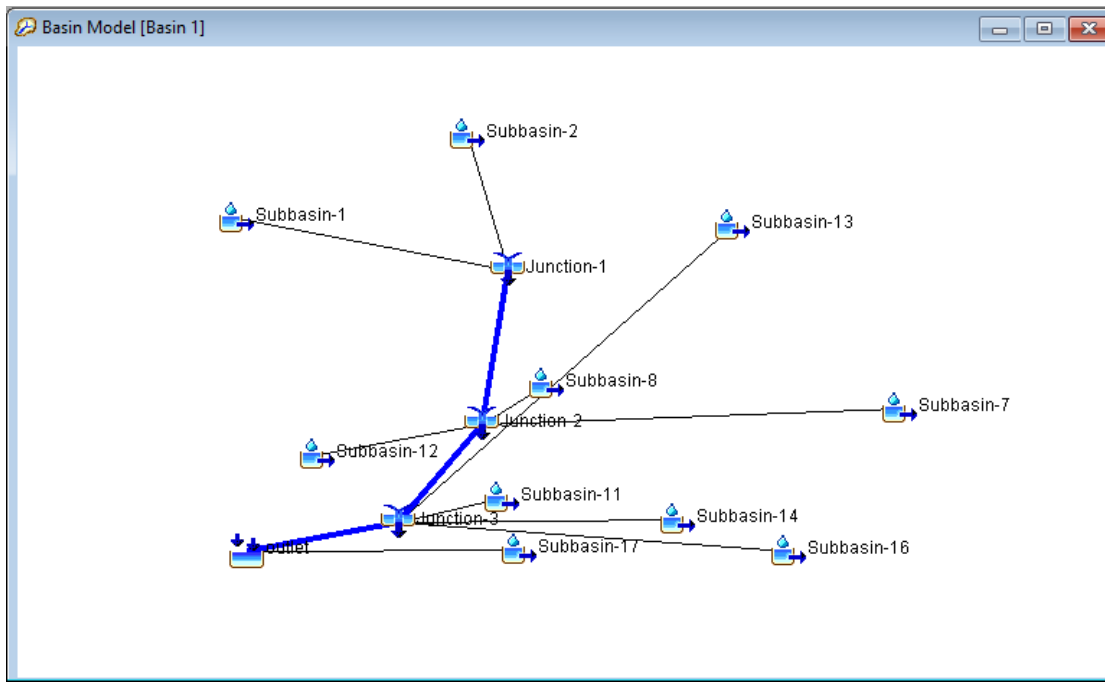 Basin Model [Basin 1]
Subbasin-2
Subbasin-1
Subbasin-13
Junction-1
Subbasin-8
Subbasin-7
Junction-2
Subbasin-12
Subbasin-11
Junction-3
Subbasin-14
Outlet
Subbasin-17
Subbasin-16